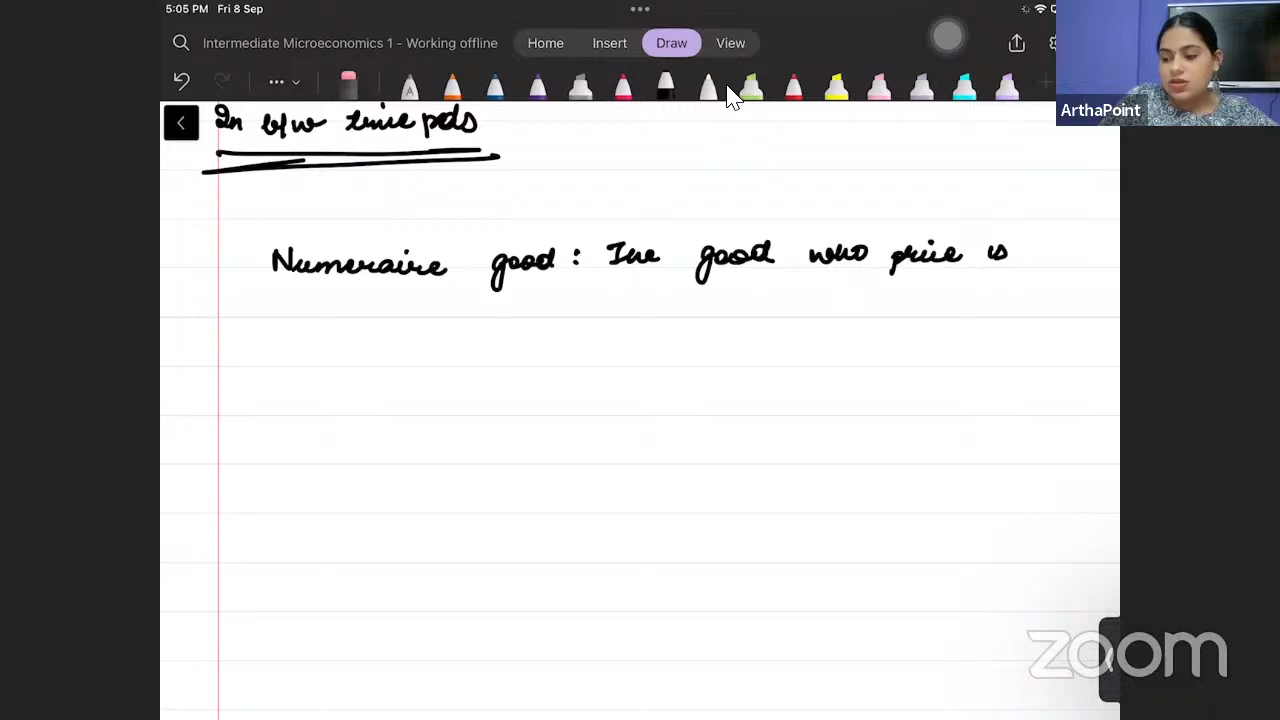 5:05 PM Fri 8 Sep
Intermediate Microeconomics 1 - Working offline
Home Insert Draw View
A
ArthaPoint
In b/w time pds
Numeraire good : The good who price is
zoom